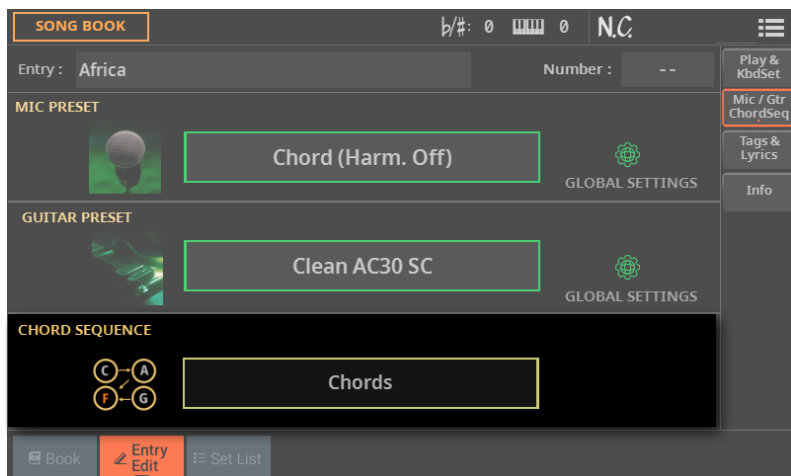 SONG BOOK
♭/#: 0 0 N.C.
Entry : Africa Number : --
Play & KbdSet
MIC PRESET
Mic / Gtr ChordSeq
Chord (Harm. Off)
GLOBAL SETTINGS
Tags & Lyrics
Info
GUITAR PRESET
Clean AC30 SC
GLOBAL SETTINGS
CHORD SEQUENCE
C A
F G
Chords
Book
Entry Edit
Set List